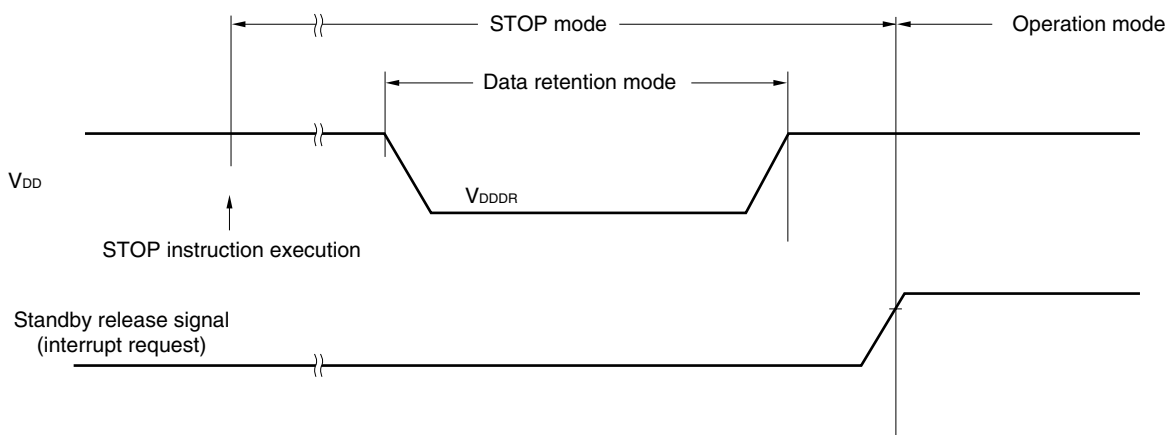 STOP mode
Operation mode
Data retention mode
VDD
VDDDR
STOP instruction execution
Standby release signal
(interrupt request)